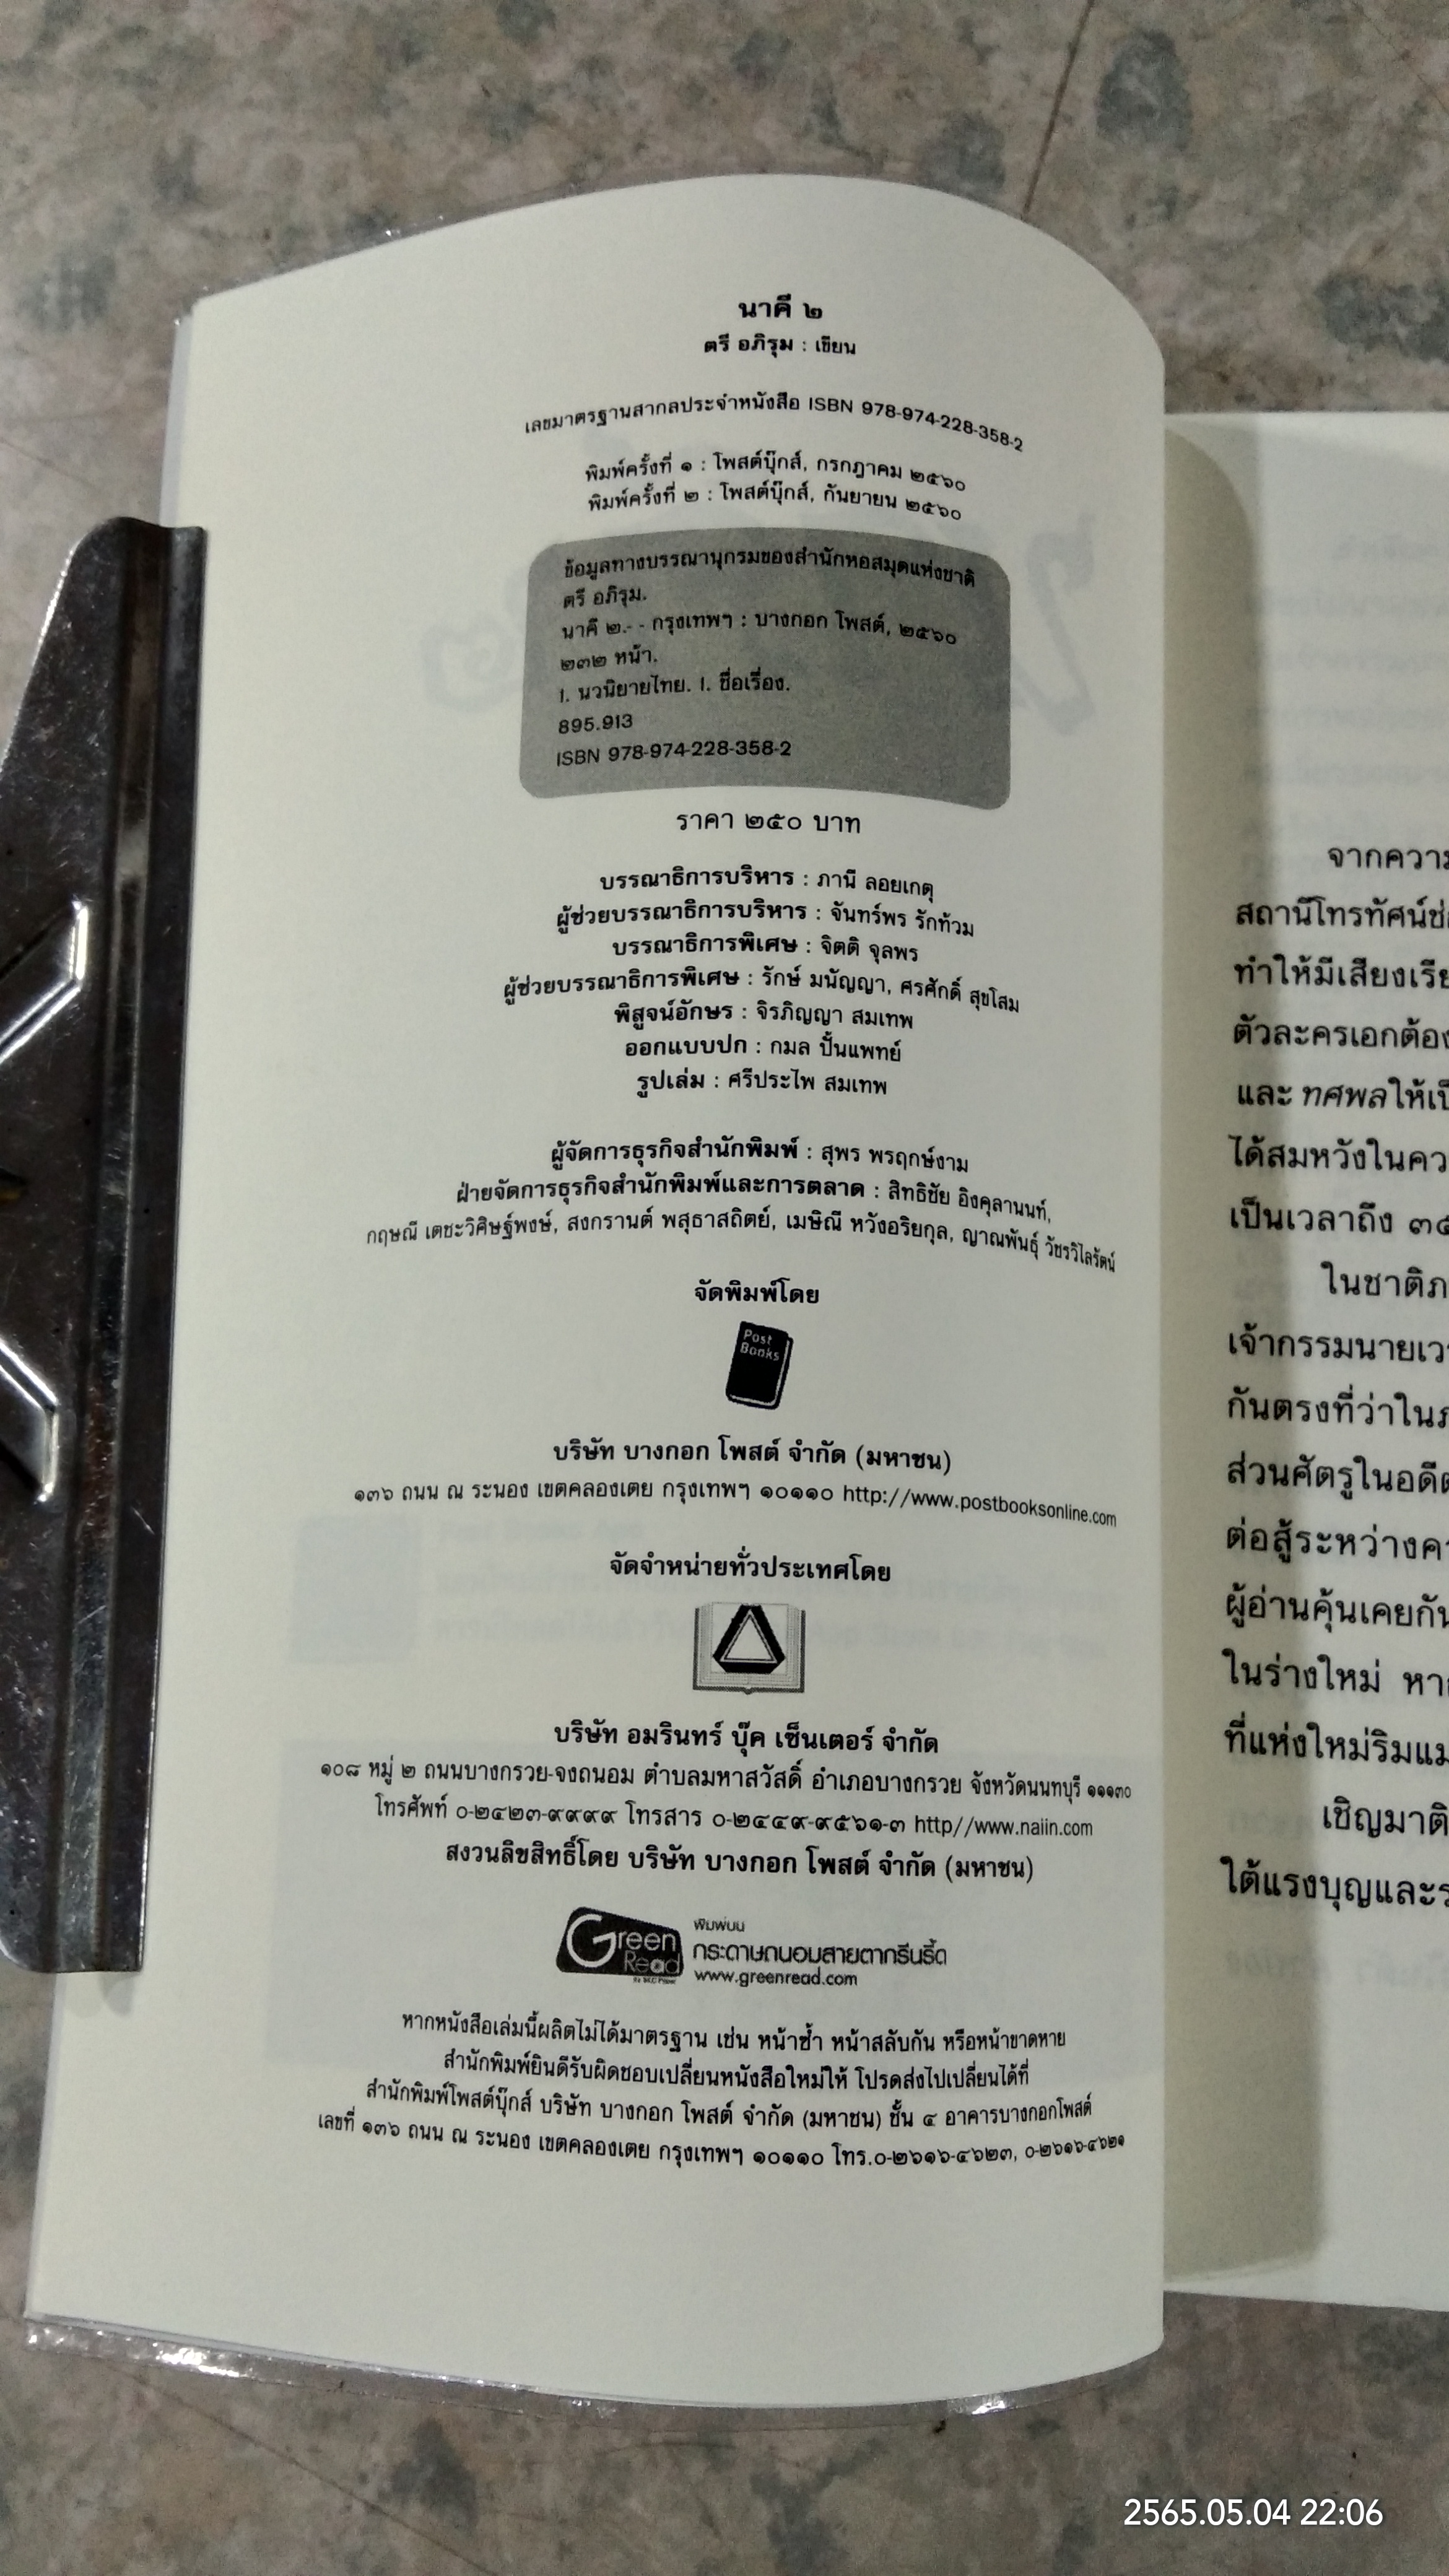 นาคี ๒
ตรี อภิรุม : เขียน
เลขมาตรฐานสากลประจำหนังสือ ISBN 978-974-228-358-2
พิมพ์ครั้งที่ ๑ : โพสต์บุ๊กส์, กรกฎาคม ๒๕๖๐
พิมพ์ครั้งที่ ๒ : โพสต์บุ๊กส์, กันยายน ๒๕๖๐
ข้อมูลทางบรรณานุกรมของสำนักหอสมุดแห่งชาติ
ตรี อภิรุม.
นาคี ๒.- - กรุงเทพฯ : บางกอก โพสต์, ๒๕๖๐
๒๓๒ หน้า.
I. นวนิยายไทย. I. ชื่อเรื่อง.
895.913
ISBN 978-974-228-358-2
ราคา ๒๕๐ บาท
บรรณาธิการบริหาร : ภานี ลอยเกตุ
ผู้ช่วยบรรณาธิการบริหาร : จันทร์พร รักท้วม
บรรณาธิการพิเศษ : จิตติ จุลพร
ผู้ช่วยบรรณาธิการพิเศษ : รักษ์ มนัญญา, ศรศักดิ์ สุขโสม
พิสูจน์อักษร : จิรภิญญา สมเทพ
ออกแบบปก : กมล ปั้นแพทย์
รูปเล่ม : ศรีประไพ สมเทพ
ผู้จัดการธุรกิจสำนักพิมพ์ : สุพร พรฤกษ์งาม
ฝ่ายจัดการธุรกิจสำนักพิมพ์และการตลาด : สิทธิชัย อิงคุลานนท์,
กฤษณี เตชะวิศิษฐ์พงษ์, สงกรานต์ พสุธาสถิตย์, เมษิณี หวังอริยกุล, ญาณพันธุ์ วัชรวิไลรัตน์
จัดพิมพ์โดย
Post
Books
บริษัท บางกอก โพสต์ จำกัด (มหาชน)
๑๓๖ ถนน ณ ระนอง เขตคลองเตย กรุงเทพฯ ๑๐๑๑๐ http://www.postbooksonline.com
จัดจำหน่ายทั่วประเทศโดย
บริษัท อมรินทร์ บุ๊ค เซ็นเตอร์ จำกัด
๑๐๘ หมู่ ๒ ถนนบางกรวย-จงถนอม ตำบลมหาสวัสดิ์ อำเภอบางกรวย จังหวัดนนทบุรี ๑๑๑๓๐
โทรศัพท์ ๐-๒๔๒๓-๙๙๙๙ โทรสาร ๐-๒๔๔๙-๙๕๖๑-๓ http//www.naiin.com
สงวนลิขสิทธิ์โดย บริษัท บางกอก โพสต์ จำกัด (มหาชน)
Green
Read
พิมพ์บน
กระดาษถนอมสายตากรีนรี้ด
www.greenread.com
หากหนังสือเล่มนี้ผลิตไม่ได้มาตรฐาน เช่น หน้าซ้ำ หน้าสลับกัน หรือหน้าขาดหาย
สำนักพิมพ์ยินดีรับผิดชอบเปลี่ยนหนังสือใหม่ให้ โปรดส่งไปเปลี่ยนได้ที่
สำนักพิมพ์โพสต์บุ๊กส์ บริษัท บางกอก โพสต์ จำกัด (มหาชน) ชั้น ๔ อาคารบางกอกโพสต์
เลขที่ ๑๓๖ ถนน ณ ระนอง เขตคลองเตย กรุงเทพฯ ๑๐๑๑๐ โทร.๐-๒๖๑๖-๔๖๒๓, ๐-๒๖๑๖-๔๖๒๑
จากความ
สถานีโทรทัศน์ช่
ทำให้มีเสียงเรีย
ตัวละครเอกต้อง
และ ทศพลให้เป็
ได้สมหวังในคว
เป็นเวลาถึง ๓๕
ในชาติภ
เจ้ากรรมนายเว
กันตรงที่ว่าในภ
ส่วนศัตรูในอดีต
ต่อสู้ระหว่างคว
ผู้อ่านคุ้นเคยกัน
ในร่างใหม่ หา
ที่แห่งใหม่ริมแม
เชิญมาติ
ใต้แรงบุญและร
2565.05.04 22:06